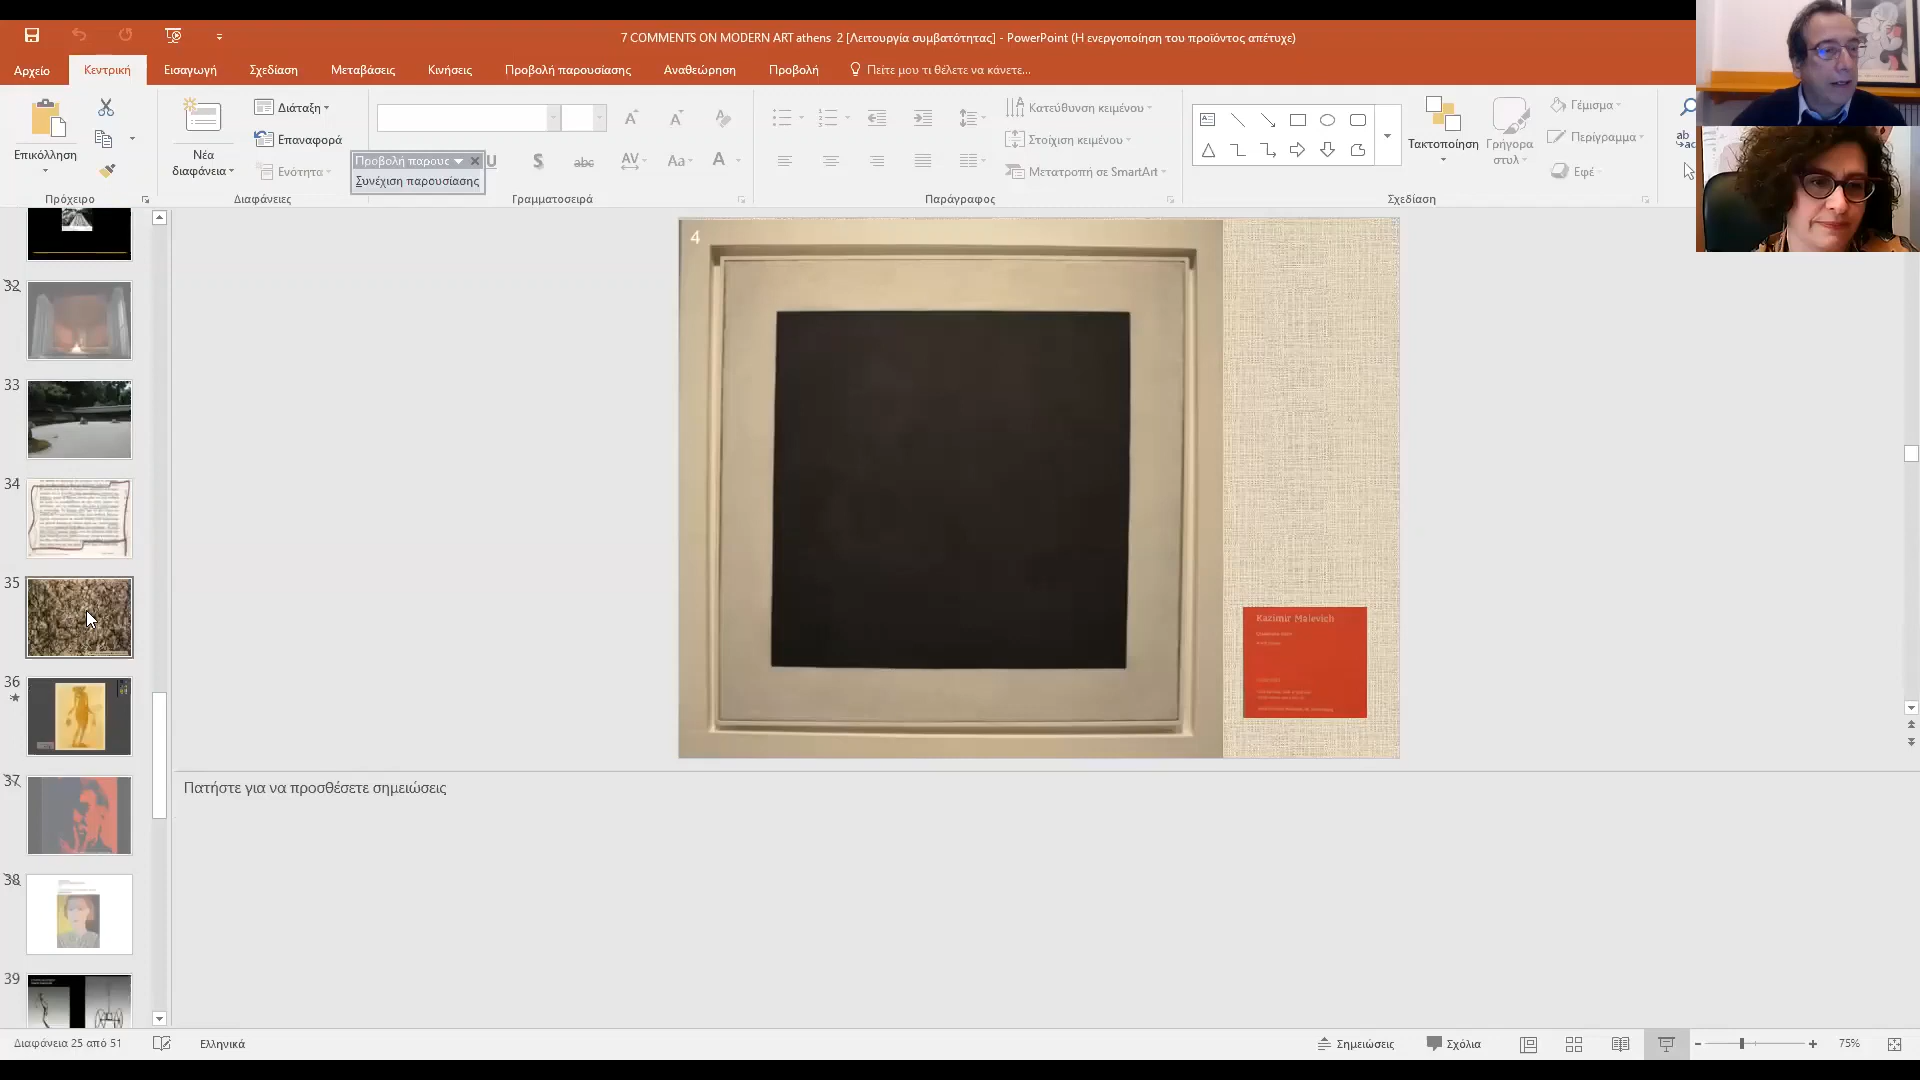 7 COMMENTS ON MODERN ART athens 2 [Λειτουργία συμβατότητας] - PowerPoint (Η ενεργοποίηση του προϊόντος απέτυχε)
Αρχείο
Κεντρική
Εισαγωγή
Σχεδίαση
Μεταβάσεις
Κινήσεις
Προβολή παρουσίασης
Αναθεώρηση
Προβολή
Πείτε μου τι θέλετε να κάνετε...
Επικόλληση
Πρόχειρο
Νέα
διαφάνεια
Διάταξη
Επαναφορά
Ενότητα
Διαφάνειες
Προβολή παρους
Συνέχιση παρουσίασης
U
S
abc
AV
Aa
A
Γραμματοσειρά
Κατεύθυνση κειμένου
Στοίχιση κειμένου
Μετατροπή σε SmartArt
Παράγραφος
Τακτοποίηση
Γρήγορα
στυλ
Γέμισμα
Περίγραμμα
Εφέ
Σχεδίαση
32
33
34
35
36
37
38
39
4
Kazimir Malevich
Πατήστε για να προσθέσετε σημειώσεις
Διαφάνεια 25 από 51
Ελληνικά
Σημειώσεις
Σχόλια
75%